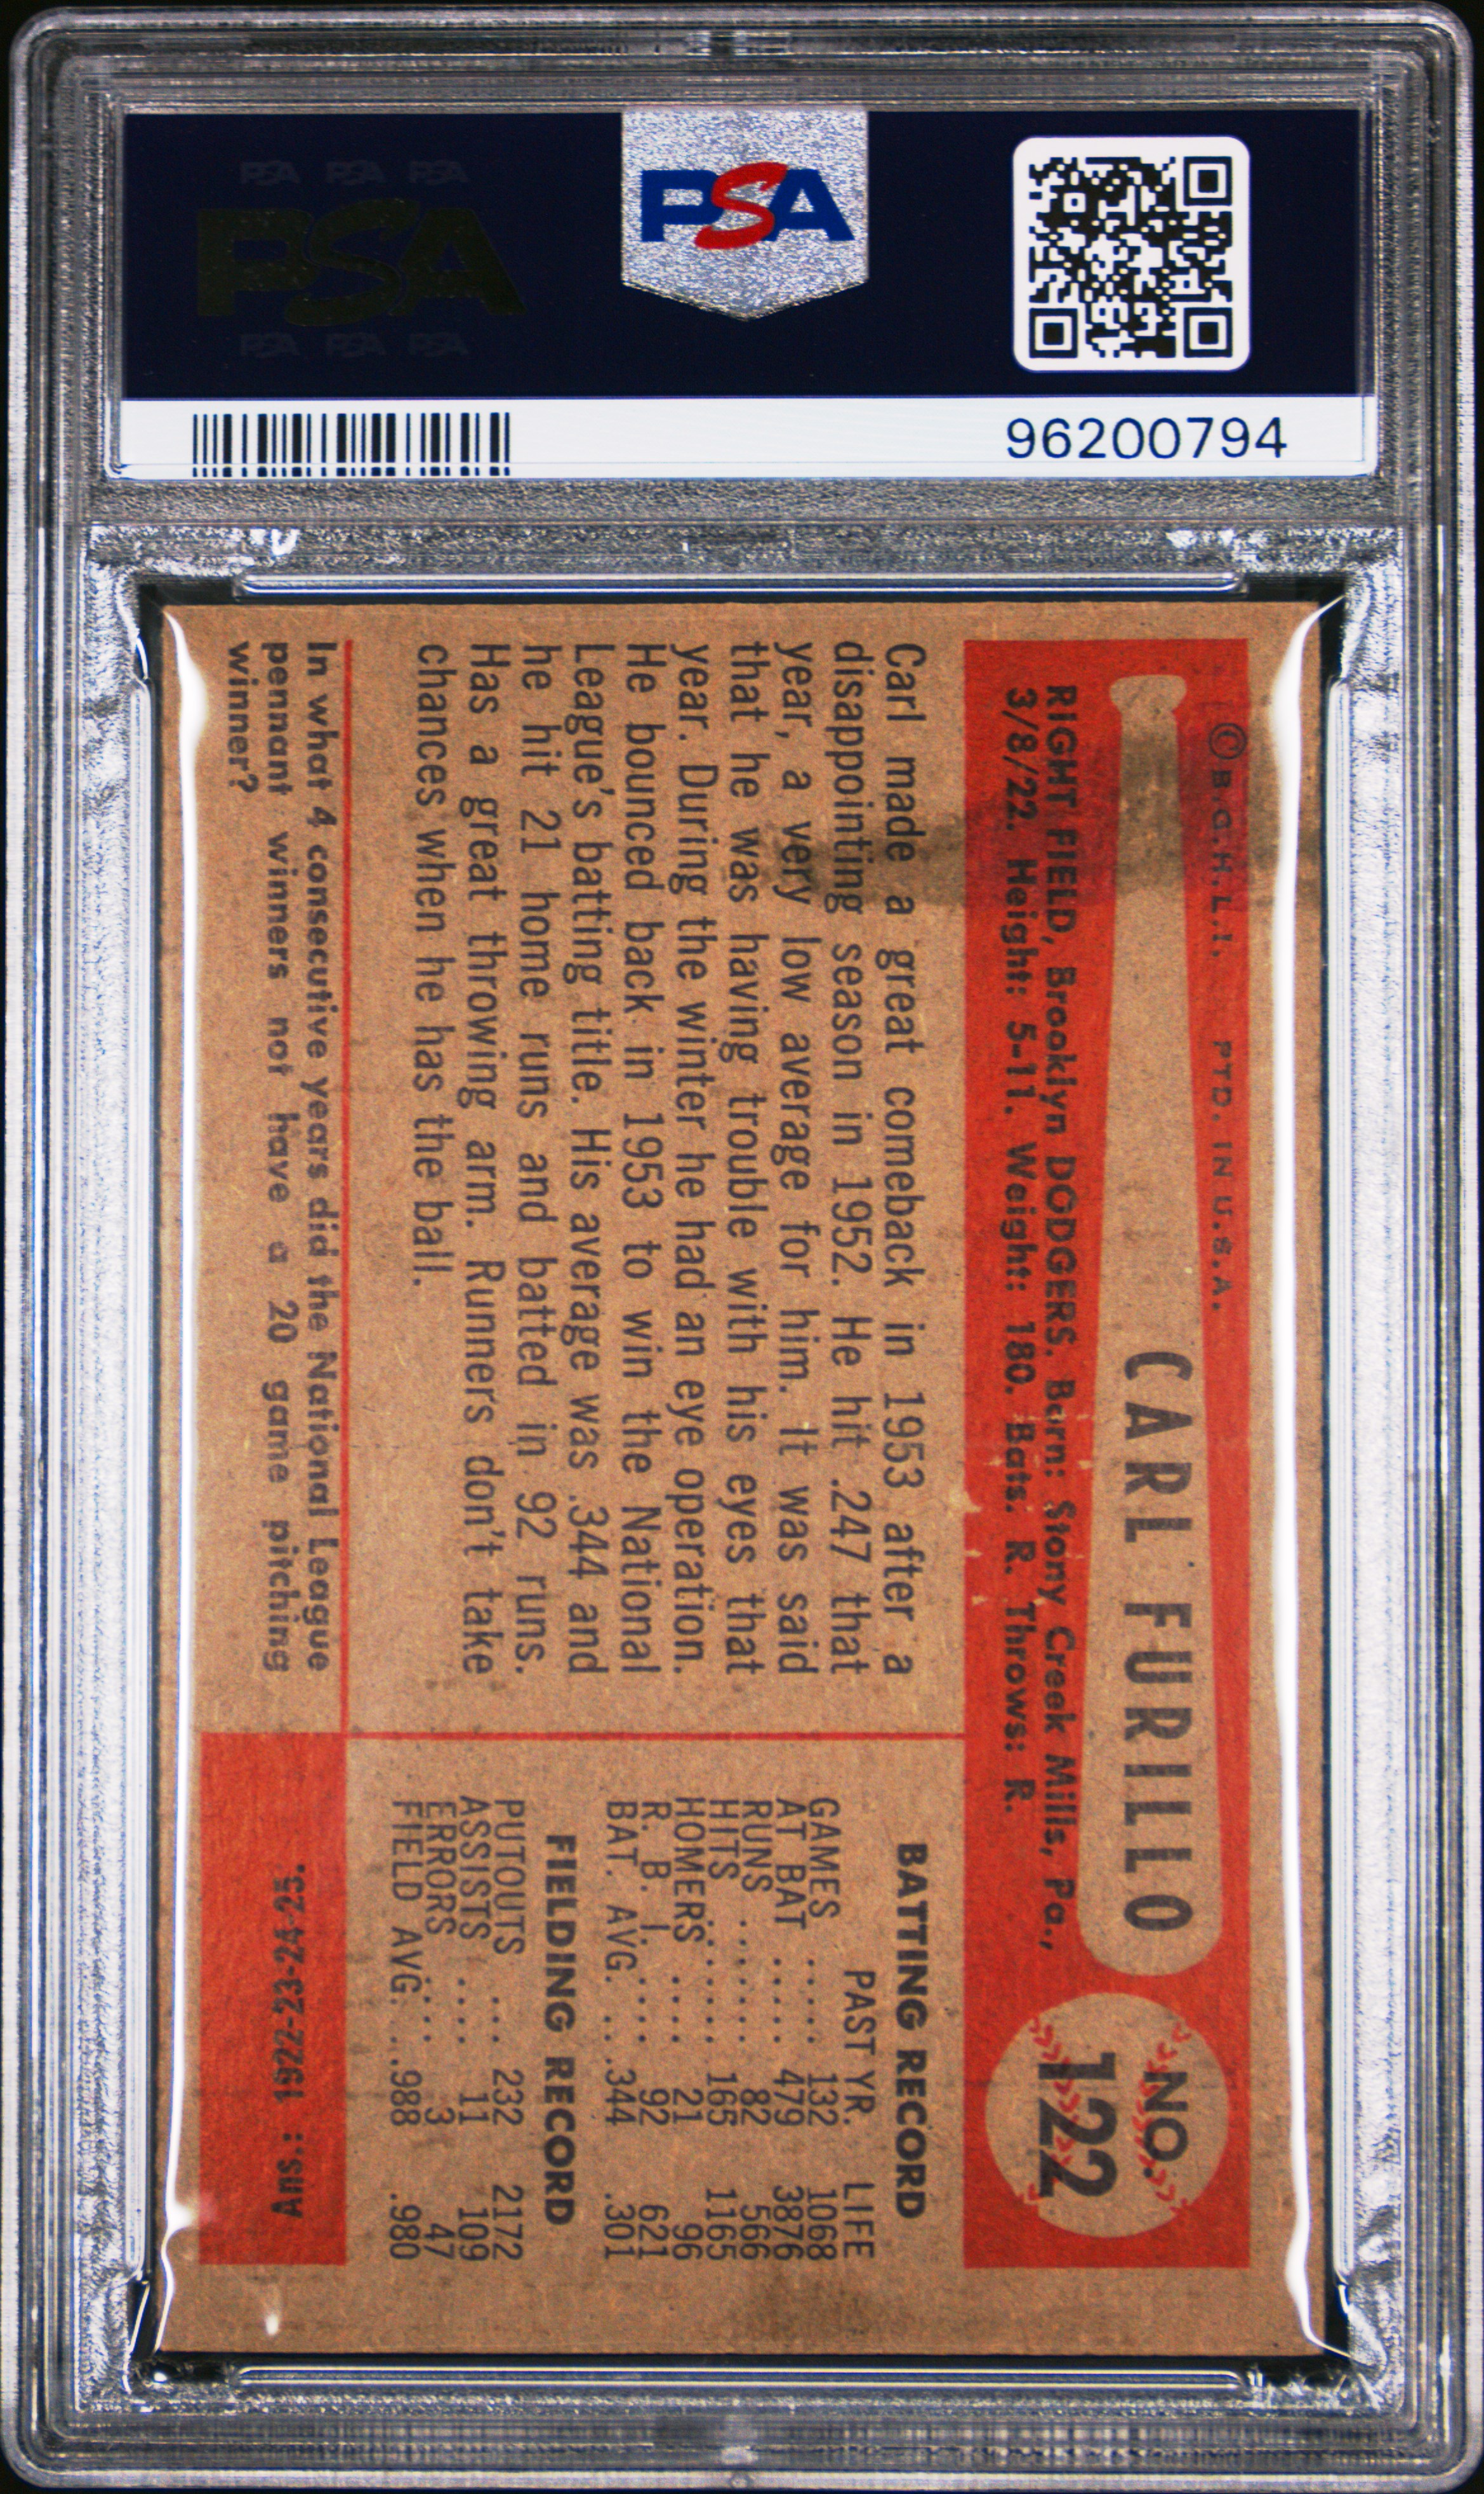 PSA PSA PSA
PSA
PSA PSA PSA
PSA
96200794
© B.G.H.L.I. PTD. IN U.S.A.
CARL FURILLO
NO.
122
RIGHT FIELD, Brooklyn DODGERS. Born: Stony Creek Mills, Pa.,
3/8/22. Height: 5-11. Weight: 180. Bats. R. Throws: R.
Carl made a great comeback in 1953 after a
disappointing season in 1952. He hit .247 that
year, a very low average for him. It was said
that he was having trouble with his eyes that
year. During the winter he had an eye operation.
He bounced back in 1953 to win the National
League's batting title. His average was .344 and
he hit 21 home runs and batted in 92 runs.
Has a great throwing arm. Runners don't take
chances when he has the ball.
BATTING RECORD
PAST YR. LIFE
GAMES ..... 132 1068
AT BAT ..... 479 3876
RUNS ....... 82 566
HITS ....... 165 1165
HOMERS .... 21 96
R. B. I. .... 92 621
BAT. AVG. .. .344 .301
FIELDING RECORD
PUTOUTS ... 232 2172
ASSISTS .... 11 109
ERRORS .... 3 47
FIELD AVG. .. .988 .980
In what 4 consecutive years did the National League
pennant winners not have a 20 game pitching
winner?
Ans.: 1922-23-24-25.